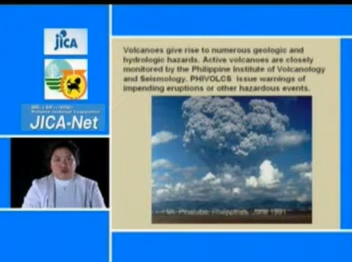 jICA
JICA-Net
Volcanoes give rise to numerous geologic and
hydrologic hazards. Active volcanoes are closely
monitored by the Philippine Institute of Volcanology
and Seismology. PHIVOLCS issue warnings of
impending eruptions or other hazardous events.
Mt. Pinatubo, Philippines, June 1991